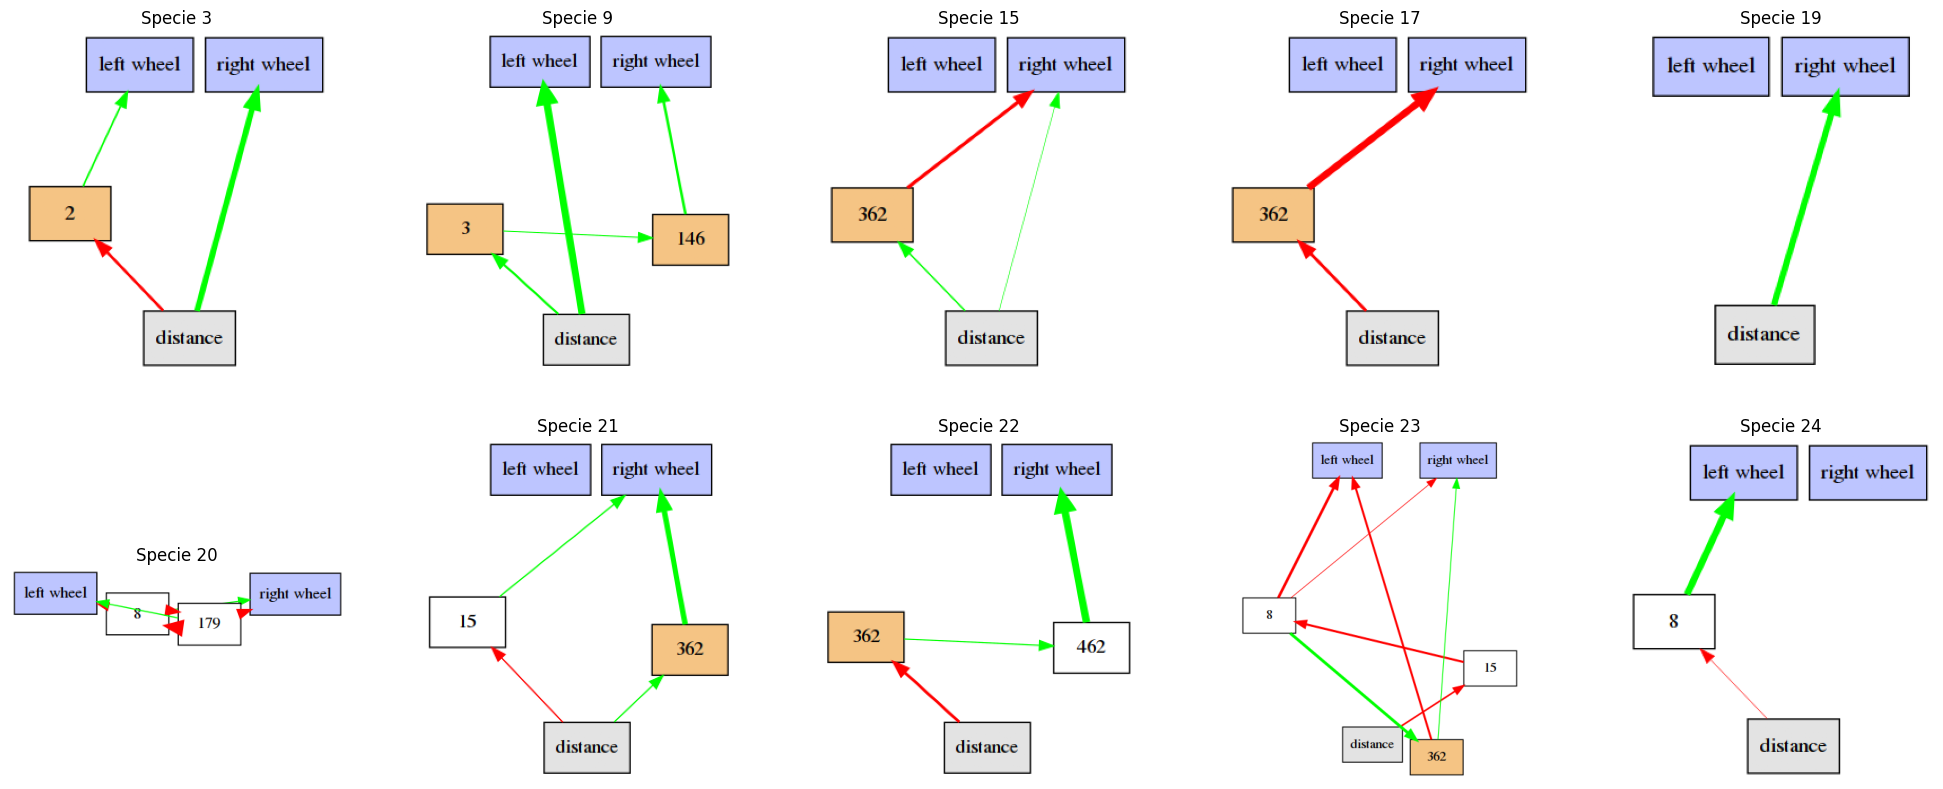 Specie 3
left wheel
right wheel
2
distance
Specie 9
left wheel
right wheel
3
146
distance
Specie 15
left wheel
right wheel
362
distance
Specie 17
left wheel
right wheel
362
distance
Specie 19
left wheel
right wheel
distance
Specie 20
left wheel
8
179
right wheel
Specie 21
left wheel
right wheel
15
362
distance
Specie 22
left wheel
right wheel
362
462
distance
Specie 23
left wheel
right wheel
8
15
distance
362
Specie 24
left wheel
right wheel
8
distance